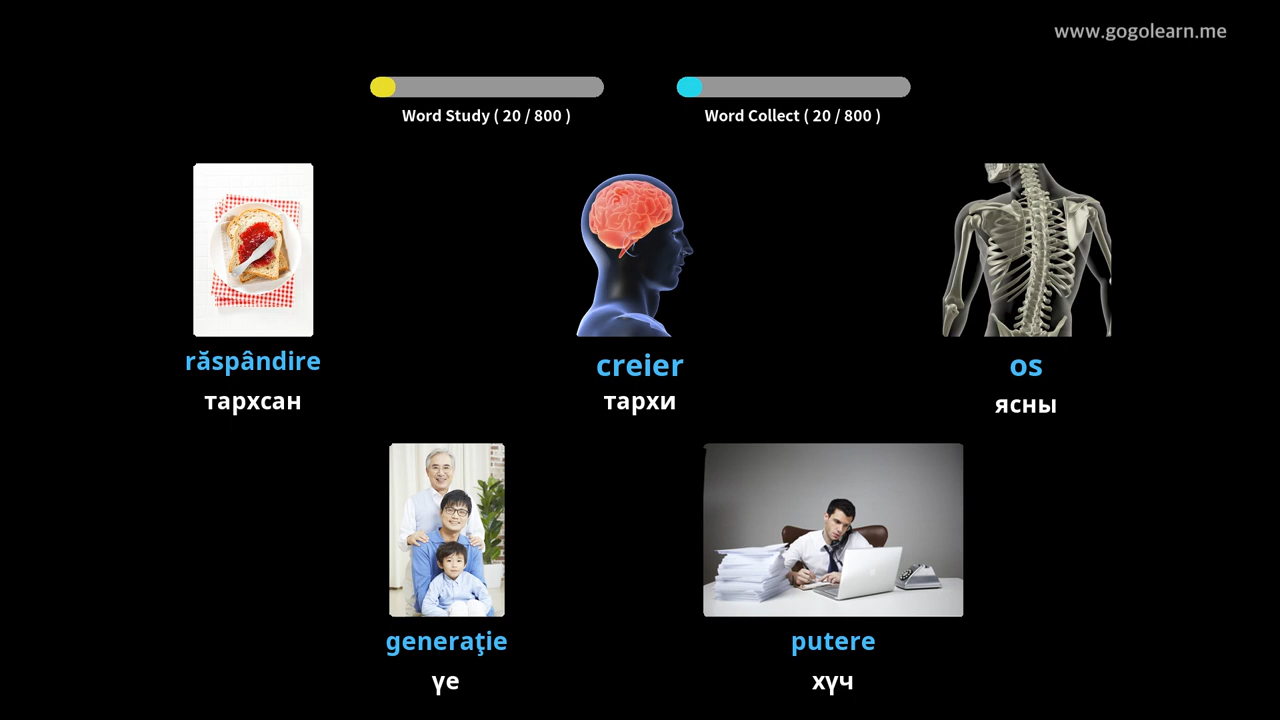 www.gogolearn.me
Word Study ( 20 / 800 )
Word Collect ( 20 / 800 )
răspândire
тархсан
creier
тархи
os
ясны
generaţie
үе
putere
хүч